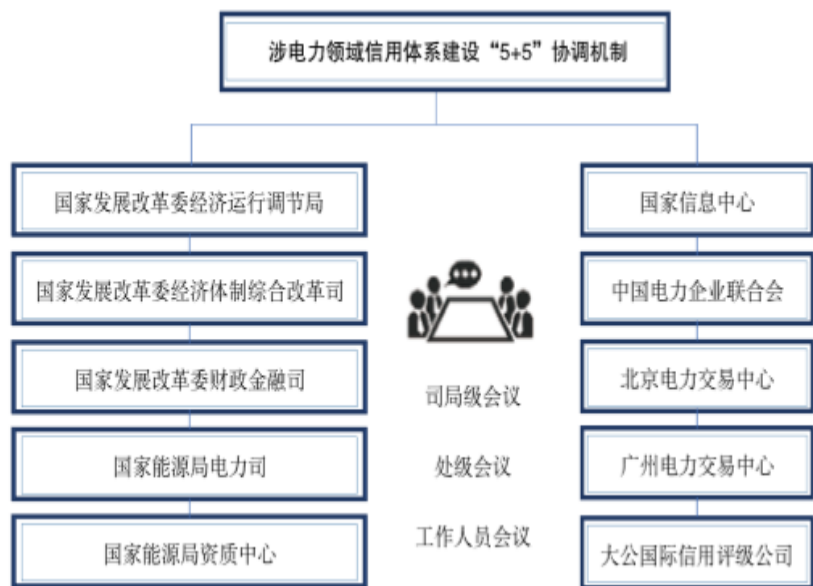 涉电力领域信用体系建设“5+5”协调机制
国家发展改革委经济运行调节局
国家发展改革委经济体制综合改革司
国家发展改革委财政金融司
国家能源局电力司
国家能源局资质中心
司局级会议
处级会议
工作人员会议
国家信息中心
中国电力企业联合会
北京电力交易中心
广州电力交易中心
大公国际信用评级公司